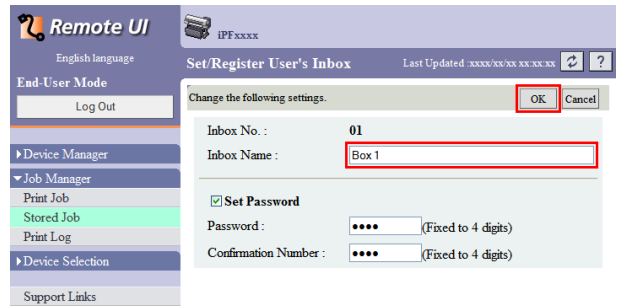 Remote UI
English language
End-User Mode
Log Out
▶Device Manager
▼Job Manager
Print Job
Stored Job
Print Log
▶Device Selection
Support Links
iPFxxxx
Set/Register User's Inbox Last Updated :xxxx/xx/xx xx:xx:xx ?
Change the following settings. OK Cancel
Inbox No. : 01
Inbox Name : Box 1
Set Password
Password : •••• (Fixed to 4 digits)
Confirmation Number : •••• (Fixed to 4 digits)